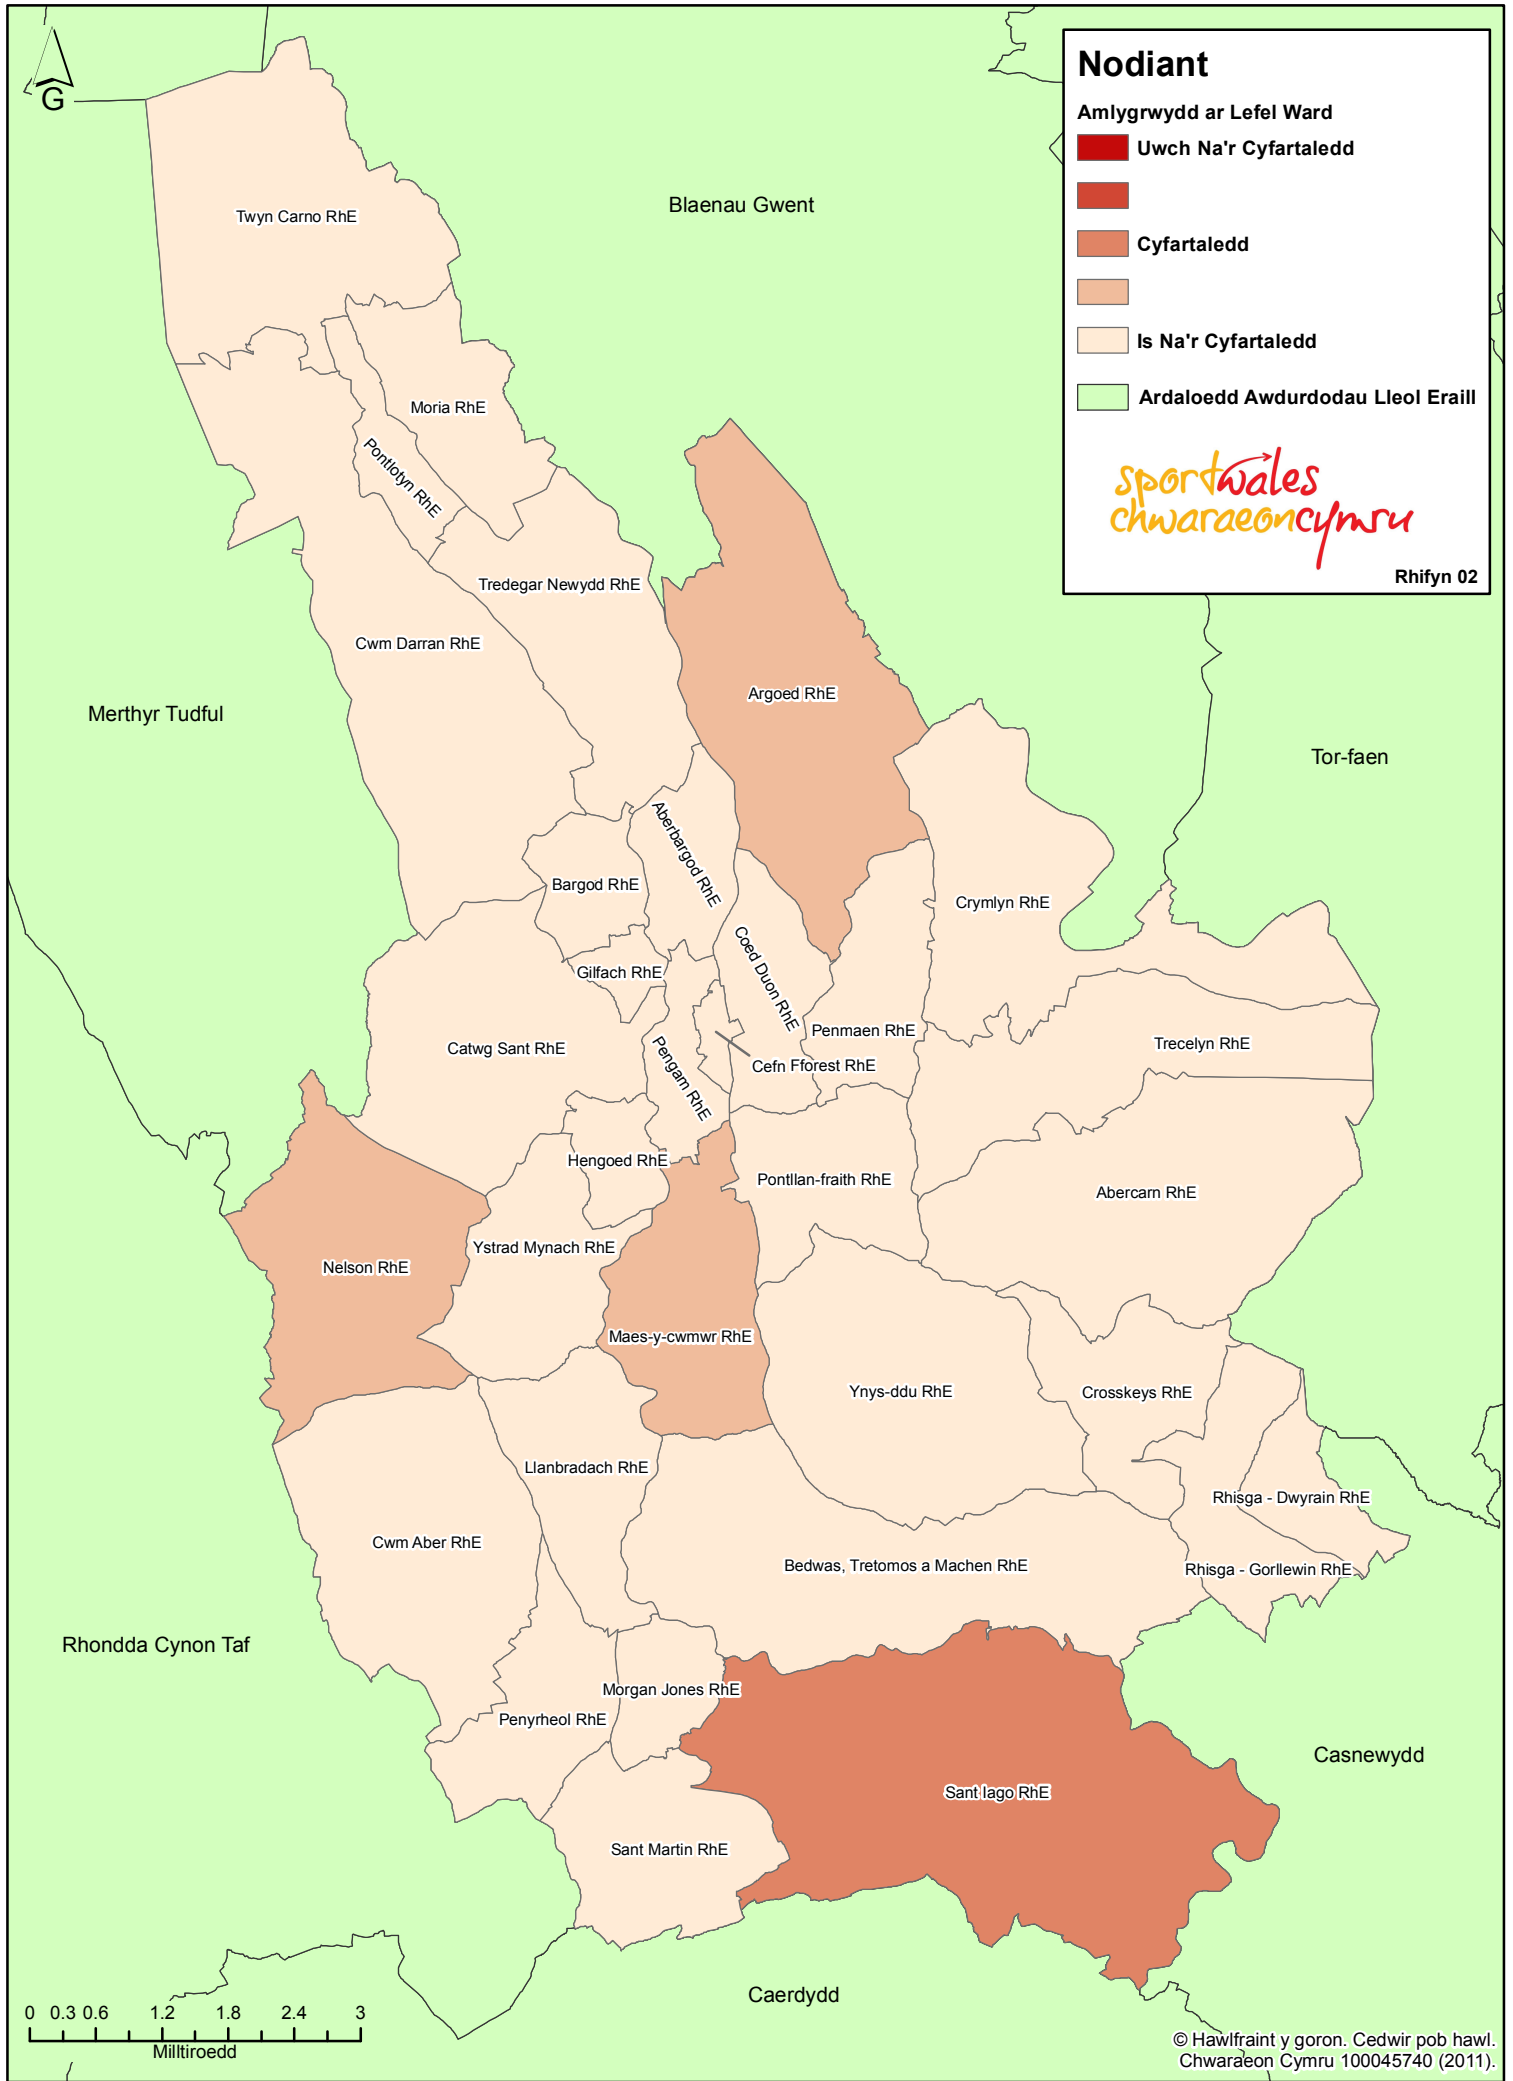 G
Nodiant
Amlygrwydd ar Lefel Ward
Uwch Na'r Cyfartaledd
Cyfartaledd
Is Na'r Cyfartaledd
Ardaloedd Awdurdodau Lleol Eraill
sportwales
chwaraeoncymru
Rhifyn 02
Blaenau Gwent
Twyn Carno RhE
Moria RhE
Pontlotyn RhE
Tredegar Newydd RhE
Cwm Darran RhE
Argoed RhE
Merthyr Tudful
Tor-faen
Aberbargod RhE
Bargod RhE
Crymlyn RhE
Coed Duon RhE
Gilfach RhE
Penmaen RhE
Trecelyn RhE
Catwg Sant RhE
Cefn Fforest RhE
Pengam RhE
Hengoed RhE
Pontllan-fraith RhE
Abercarn RhE
Ystrad Mynach RhE
Nelson RhE
Maes-y-cwmwr RhE
Ynys-ddu RhE
Crosskeys RhE
Llanbradach RhE
Rhisga - Dwyrain RhE
Cwm Aber RhE
Bedwas, Tretomos a Machen RhE
Rhisga - Gorllewin RhE
Rhondda Cynon Taf
Morgan Jones RhE
Penyrheol RhE
Casnewydd
Sant Iago RhE
Sant Martin RhE
Caerdydd
0 0.3 0.6 1.2 1.8 2.4 3
Milltiroedd
© Hawlfraint y goron. Cedwir pob hawl.
Chwaraeon Cymru 100045740 (2011).